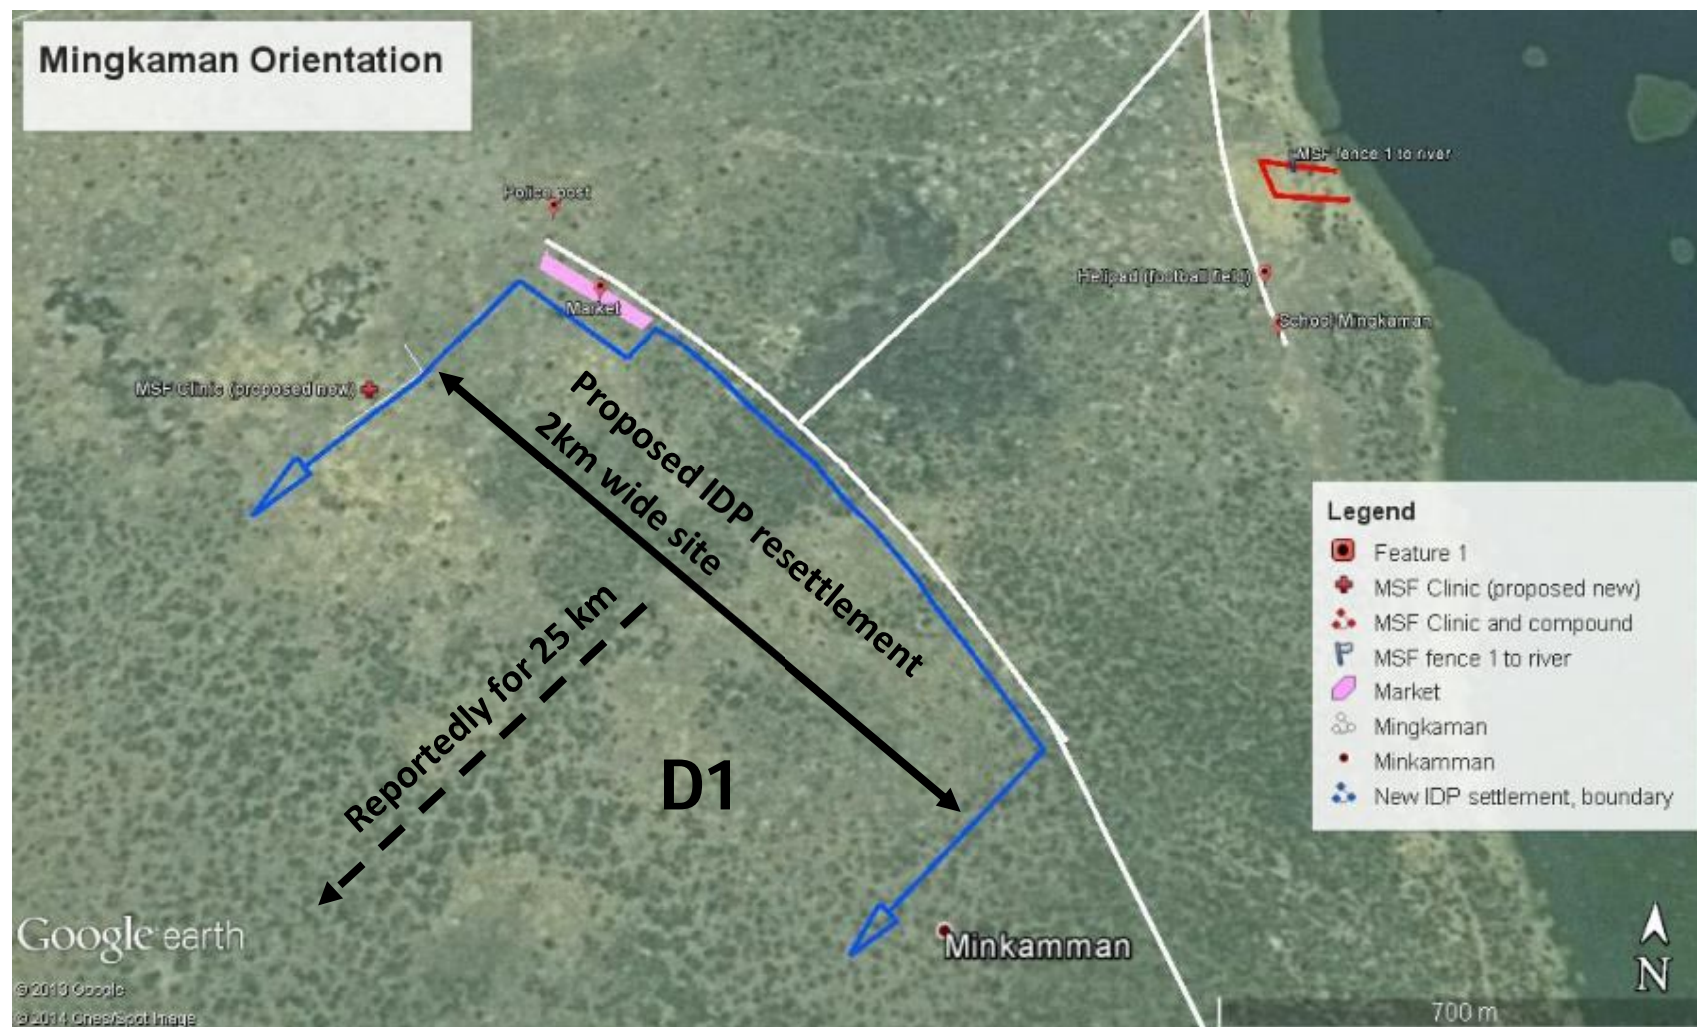 Mingkaman Orientation
MSF fence 1 to river
Police post
Helipad (football field)
Market
School Mingkaman
MSF Clinic (proposed new)
Proposed IDP resettlement
2km wide site
Reportedly for 25 km
D1
Legend
Feature 1
MSF Clinic (proposed new)
MSF Clinic and compound
MSF fence 1 to river
Market
Mingkaman
Minkamman
New IDP settlement, boundary
Minkamman
Google earth
© 2013 Google
© 2014 Cnes/Spot Image
N
700 m